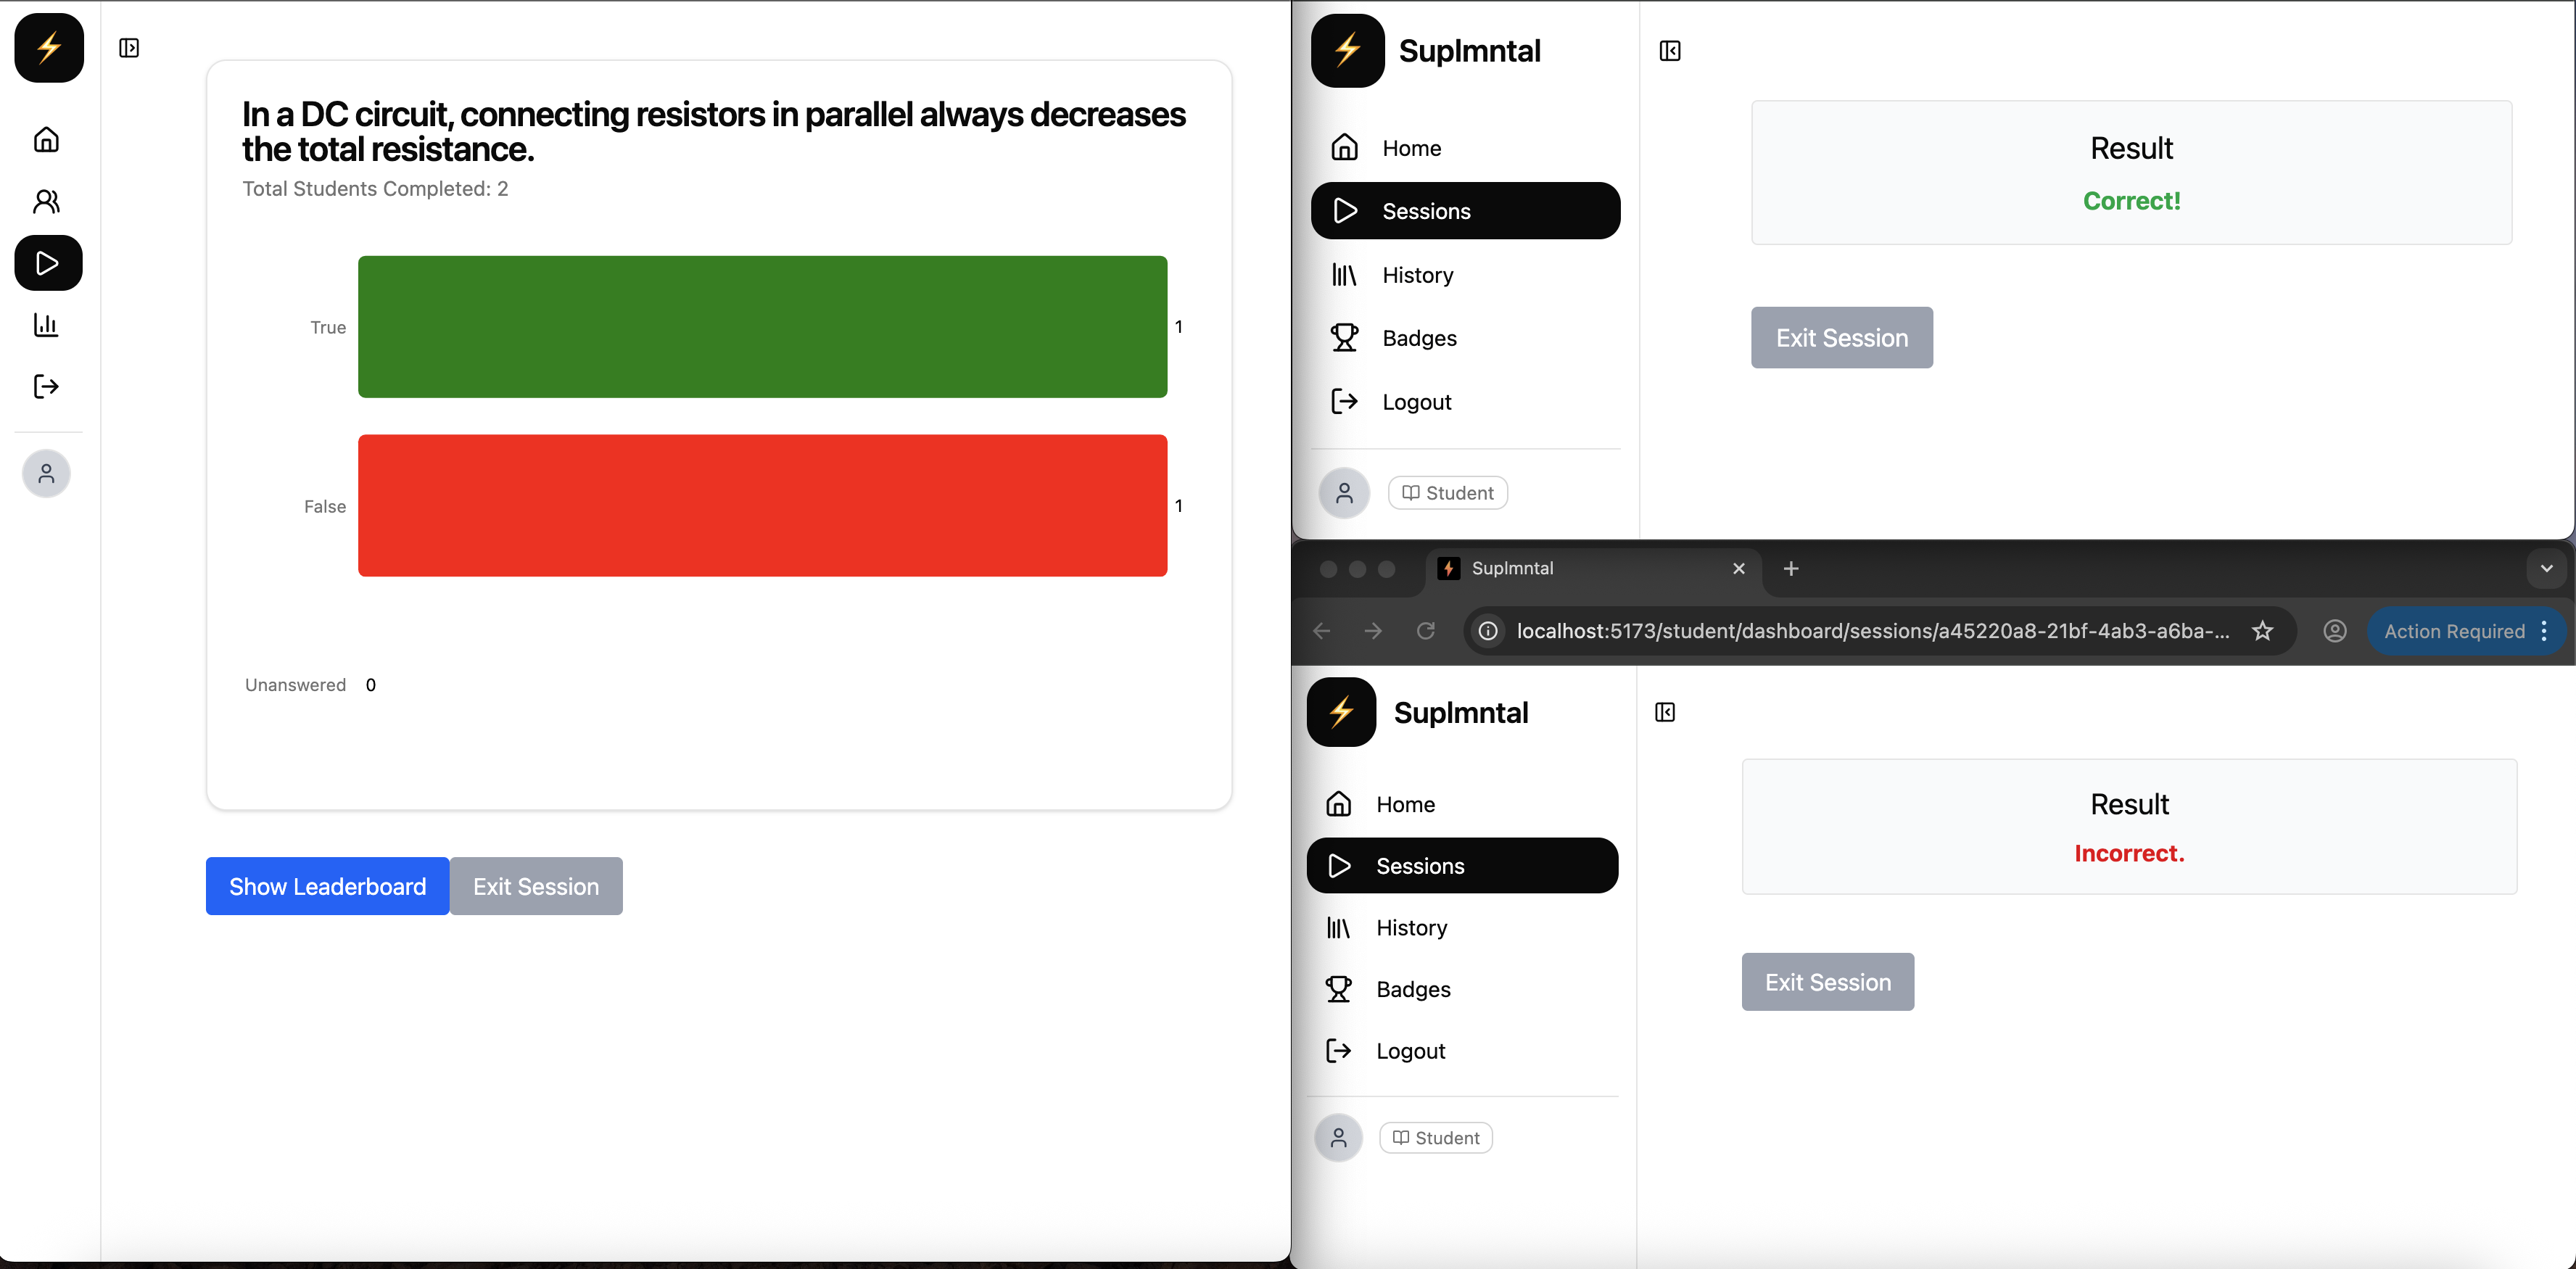 In a DC circuit, connecting resistors in parallel always decreases
the total resistance.
Total Students Completed: 2
True
1
False
1
Unanswered 0
Show Leaderboard
Exit Session
Suplmntal
Home
Sessions
History
Badges
Logout
Student
Result
Correct!
Exit Session
Suplmntal
localhost:5173/student/dashboard/sessions/a45220a8-21bf-4ab3-a6ba-...
Action Required
Suplmntal
Home
Sessions
History
Badges
Logout
Student
Result
Incorrect.
Exit Session